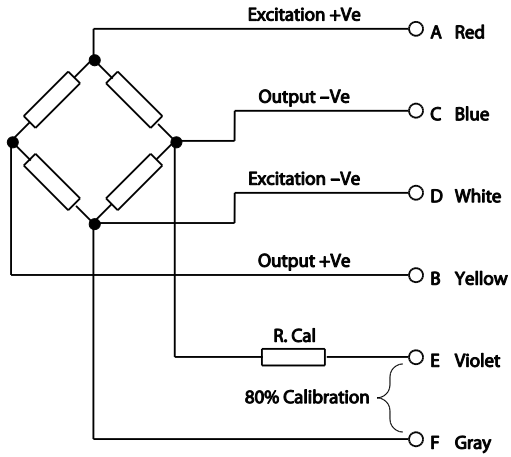 Excitation +Ve A Red
Output –Ve C Blue
Excitation –Ve D White
Output +Ve B Yellow
R. Cal E Violet
80% Calibration
F Gray